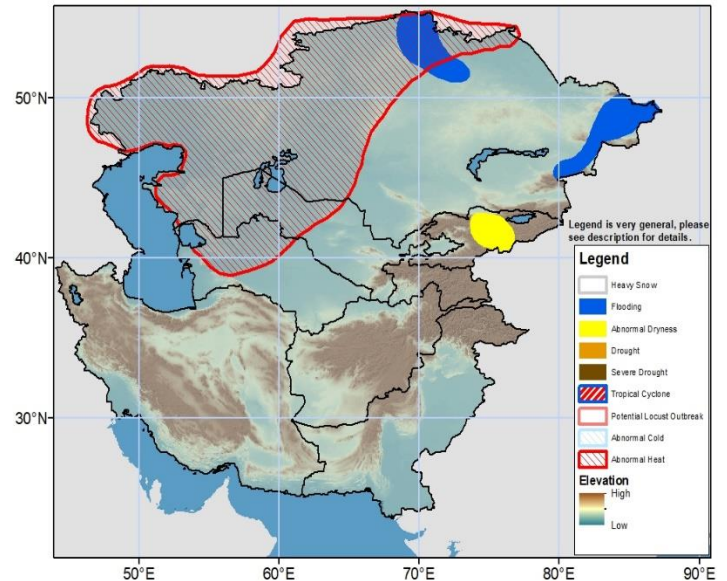 50°N
40°N
30°N
Legend is very general, please
see description for details.
Legend
Heavy Snow
Flooding
Abnormal Dryness
Drought
Severe Drought
Tropical Cyclone
Potential Locust Outbreak
Abnormal Cold
Abnormal Heat
Elevation
High
Low
50°E
60°E
70°E
80°E
90°E